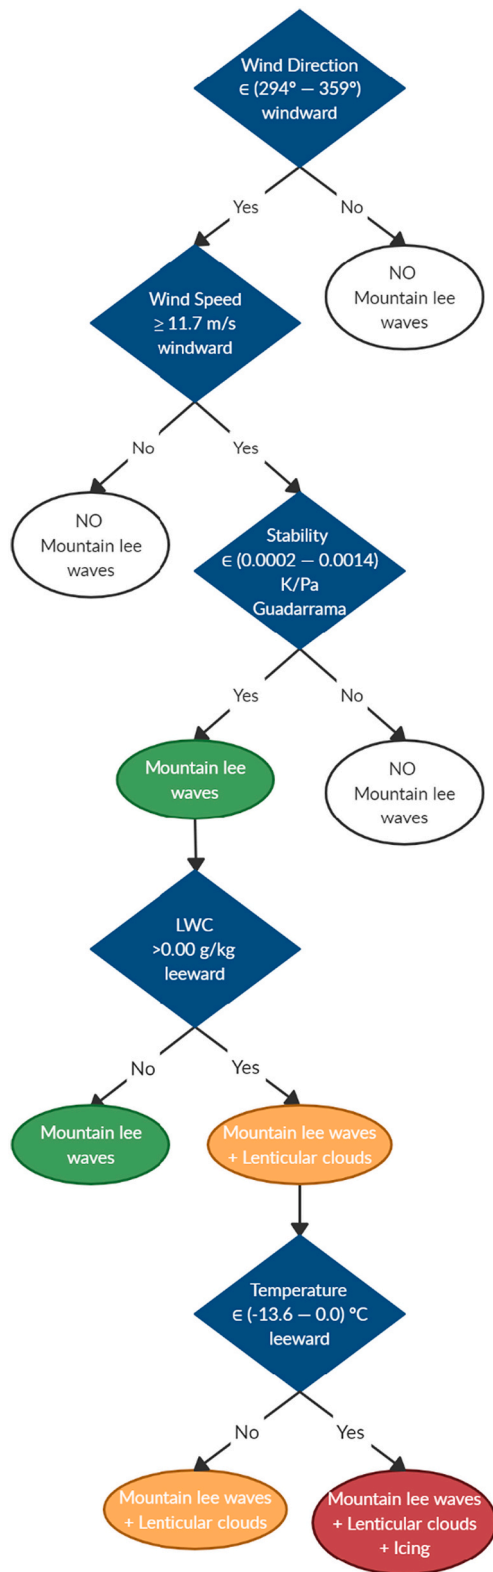 Wind Direction
∈ (294º — 359º)
windward
Yes
No
NO
Mountain lee
waves
Wind Speed
≥ 11.7 m/s
windward
No
Yes
NO
Mountain lee
waves
Stability
∈ (0.0002 — 0.0014)
K/Pa
Guadarrama
Yes
No
Mountain lee
waves
NO
Mountain lee
waves
LWC
>0.00 g/kg
leeward
No
Yes
Mountain lee
waves
Mountain lee waves
+ Lenticular clouds
Temperature
∈ (-13.6 — 0.0) ºC
leeward
No
Yes
Mountain lee waves
+ Lenticular clouds
Mountain lee waves
+ Lenticular clouds
+ Icing